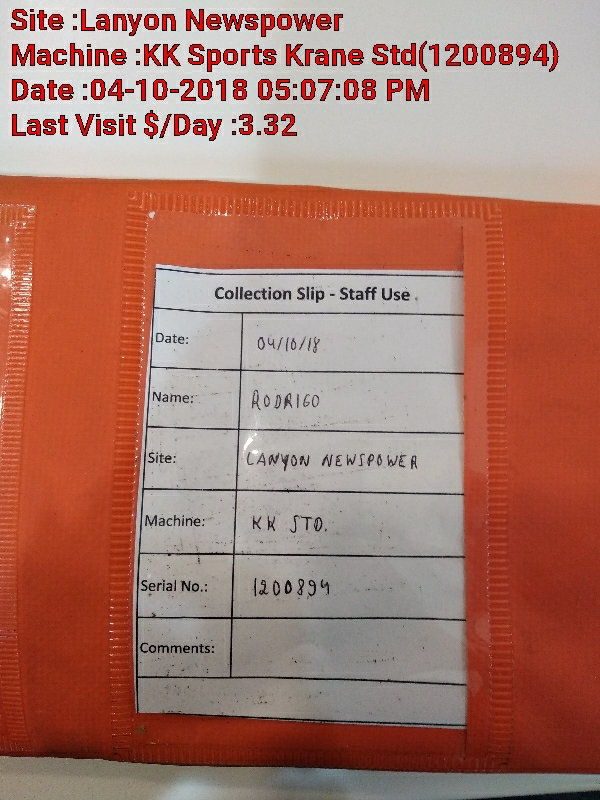 Site :Lanyon Newspower
Machine :KK Sports Krane Std(1200894)
Date :04-10-2018 05:07:08 PM
Last Visit $/Day :3.32
Collection Slip - Staff Use
Date: 04/10/18
Name: RODRIGO
Site: LANYON NEWSPOWER
Machine: KK STD.
Serial No.: 1200894
Comments: